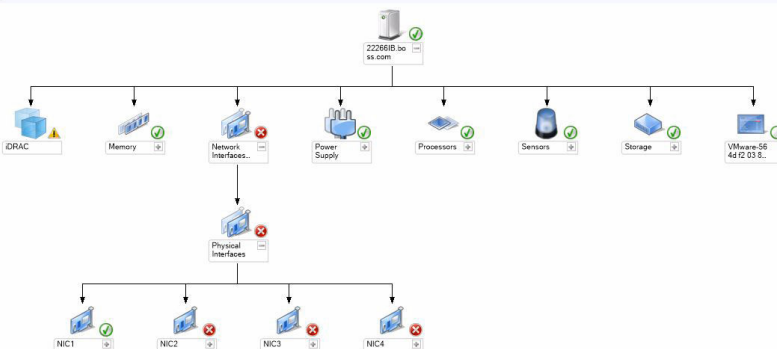 22266IB.bo
ss.com
iDRAC
Memory
Network
Interfaces...
Power
Supply
Processors
Sensors
Storage
VMware-56
4d f2 03 8...
Physical
Interfaces
NIC1
NIC2
NIC3
NIC4